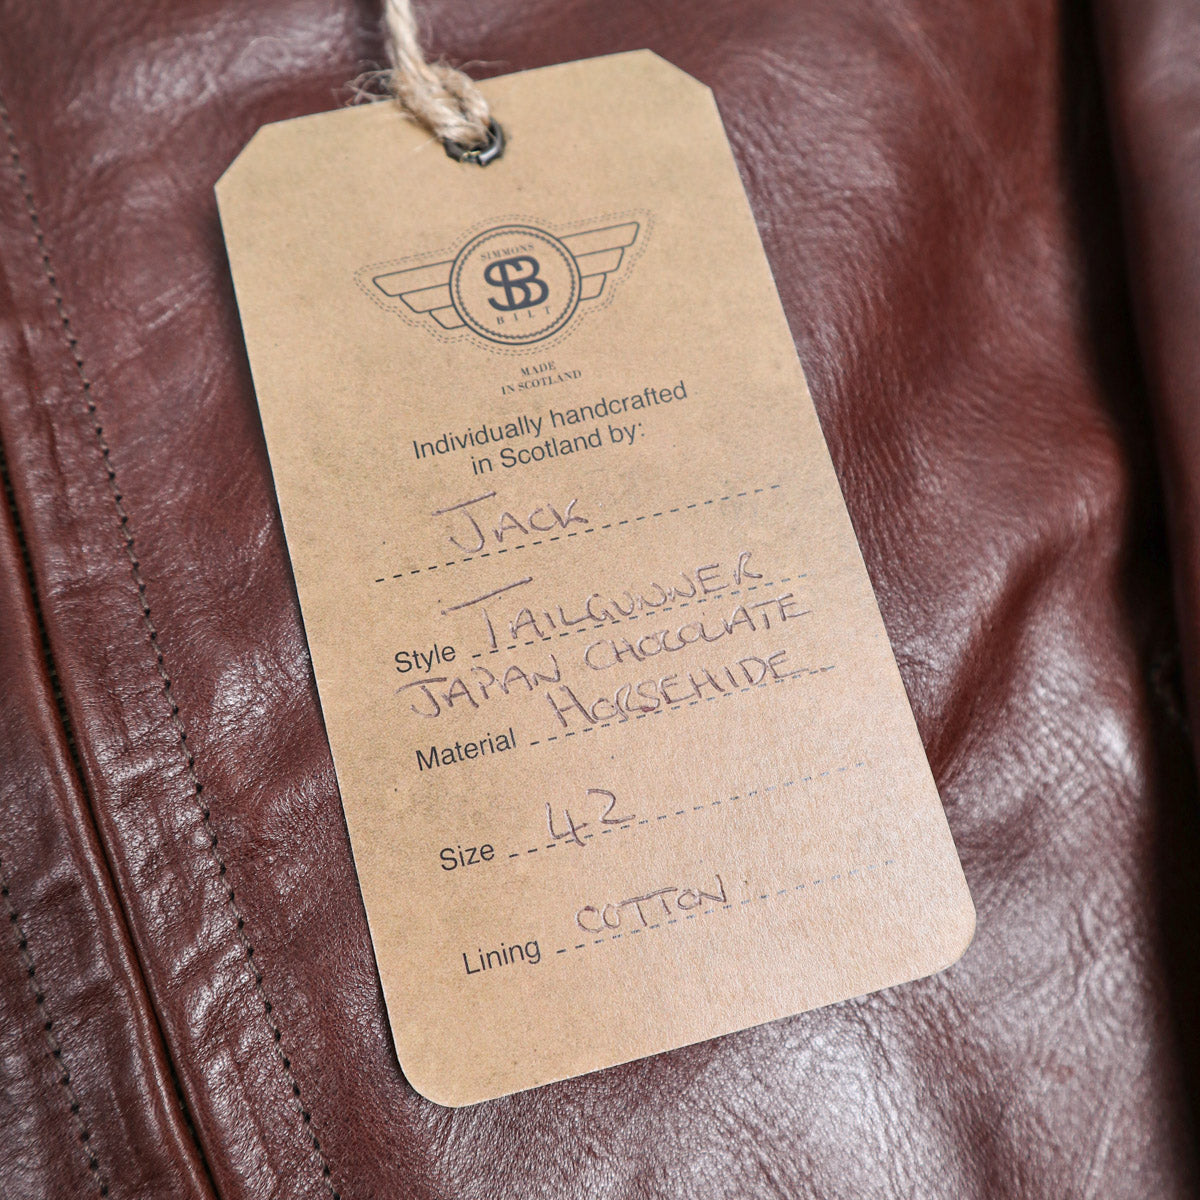 SIMMONS
SB
BILT
MADE
IN SCOTLAND
Individually handcrafted
in Scotland by:
JACK
Style TAILGUNNER
JAPAN CHOCOLATE
Material HORSEHIDE
Size 42
Lining COTTON